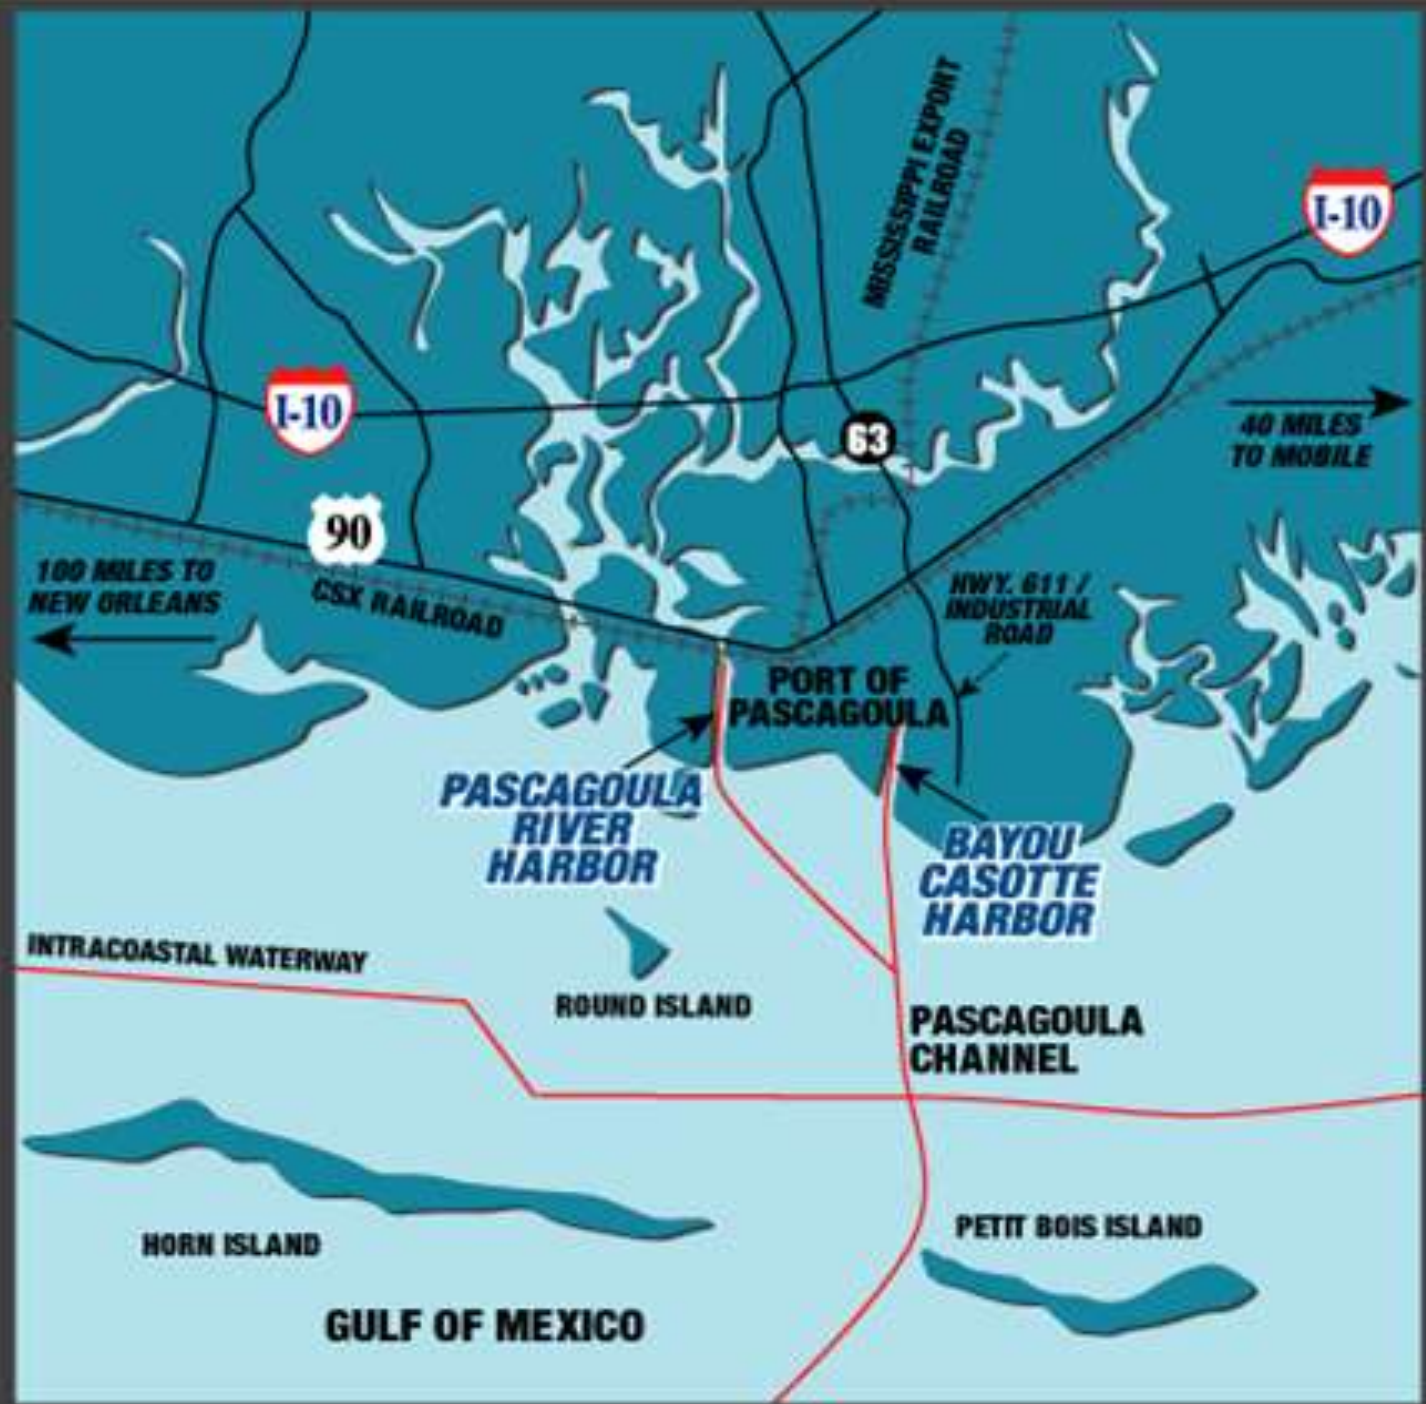 MISSISSIPPI EXPORT
RAILROAD
I-10
I-10
63
40 MILES
TO MOBILE
90
100 MILES TO
NEW ORLEANS
CSX RAILROAD
HWY. 611 /
INDUSTRIAL
ROAD
PORT OF
PASCAGOULA
PASCAGOULA
RIVER
HARBOR
BAYOU
CASOTTE
HARBOR
INTRACOASTAL WATERWAY
ROUND ISLAND
PASCAGOULA
CHANNEL
HORN ISLAND
PETIT BOIS ISLAND
GULF OF MEXICO